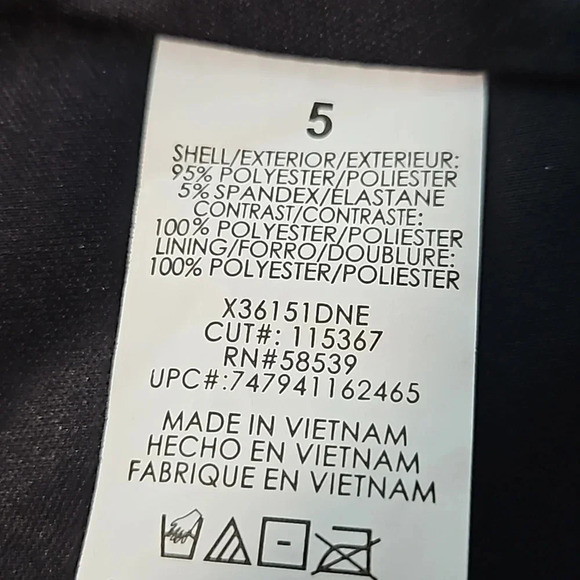 5
SHELL/EXTERIOR/EXTERIEUR:
95% POLYESTER/POLIESTER
5% SPANDEX/ELASTANE
CONTRAST/CONTRASTE:
100% POLYESTER/POLIESTER
LINING/FORRO/DOUBLURE:
100% POLYESTER/POLIESTER
X36151DNE
CUT#: 115367
RN#58539
UPC#:747941162465
MADE IN VIETNAM
HECHO EN VIETNAM
FABRIQUE EN VIETNAM